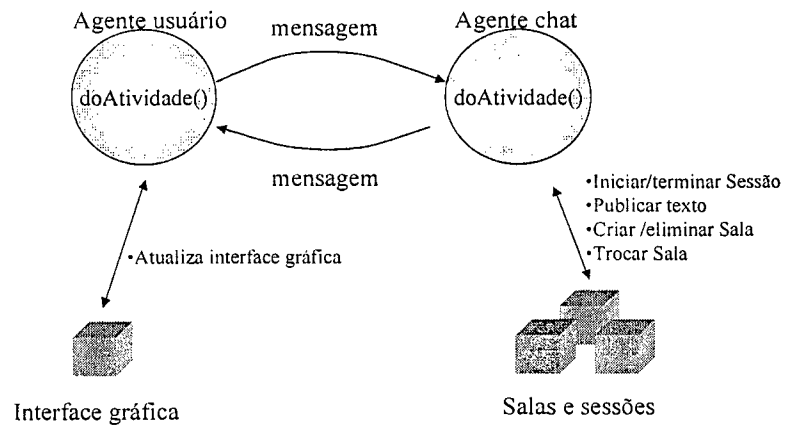 Agente usuário
mensagem
Agente chat
doAtividade()
doAtividade()
mensagem
•Iniciar/terminar Sessão
•Publicar texto
•Criar /eliminar Sala
•Trocar Sala
•Atualiza interface gráfica
Interface gráfica
Salas e sessões